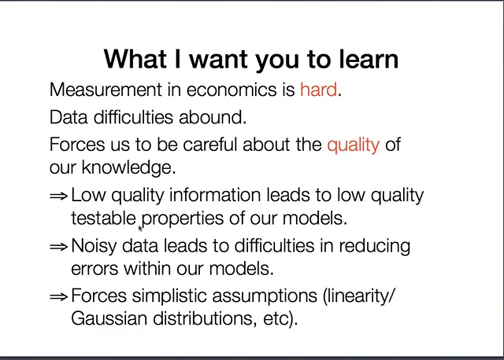 What I want you to learn
Measurement in economics is hard.
Data difficulties abound.
Forces us to be careful about the quality of
our knowledge.
⇒ Low quality information leads to low quality
testable properties of our models.
⇒ Noisy data leads to difficulties in reducing
errors within our models.
⇒ Forces simplistic assumptions (linearity/
Gaussian distributions, etc).